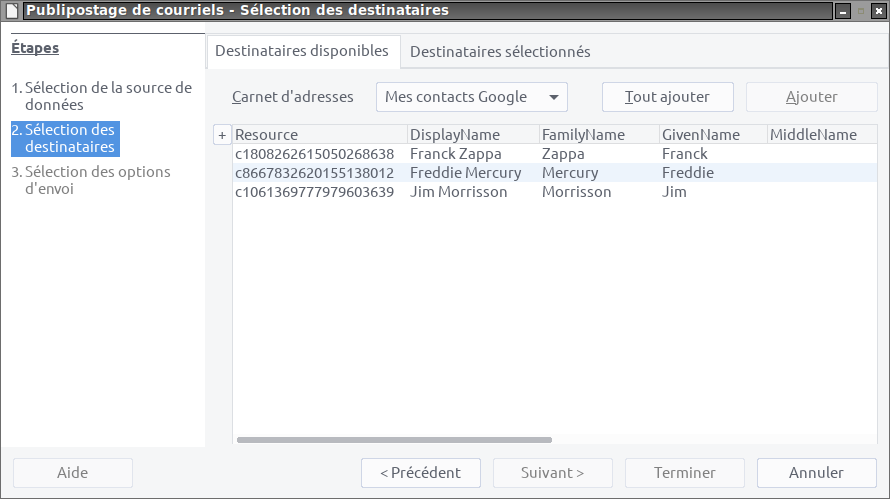 Publipostage de courriels - Sélection des destinataires
Étapes
1. Sélection de la source de
données
2. Sélection des
destinataires
3. Sélection des options
d'envoi
Destinataires disponibles
Destinataires sélectionnés
Carnet d'adresses
Mes contacts Google
Tout ajouter
Ajouter
+ Resource DisplayName FamilyName GivenName MiddleName
c1808262615050268638 Franck Zappa Zappa Franck
c8667832620155138012 Freddie Mercury Mercury Freddie
c1061369777979603639 Jim Morrisson Morrisson Jim
Aide
< Précédent
Suivant >
Terminer
Annuler